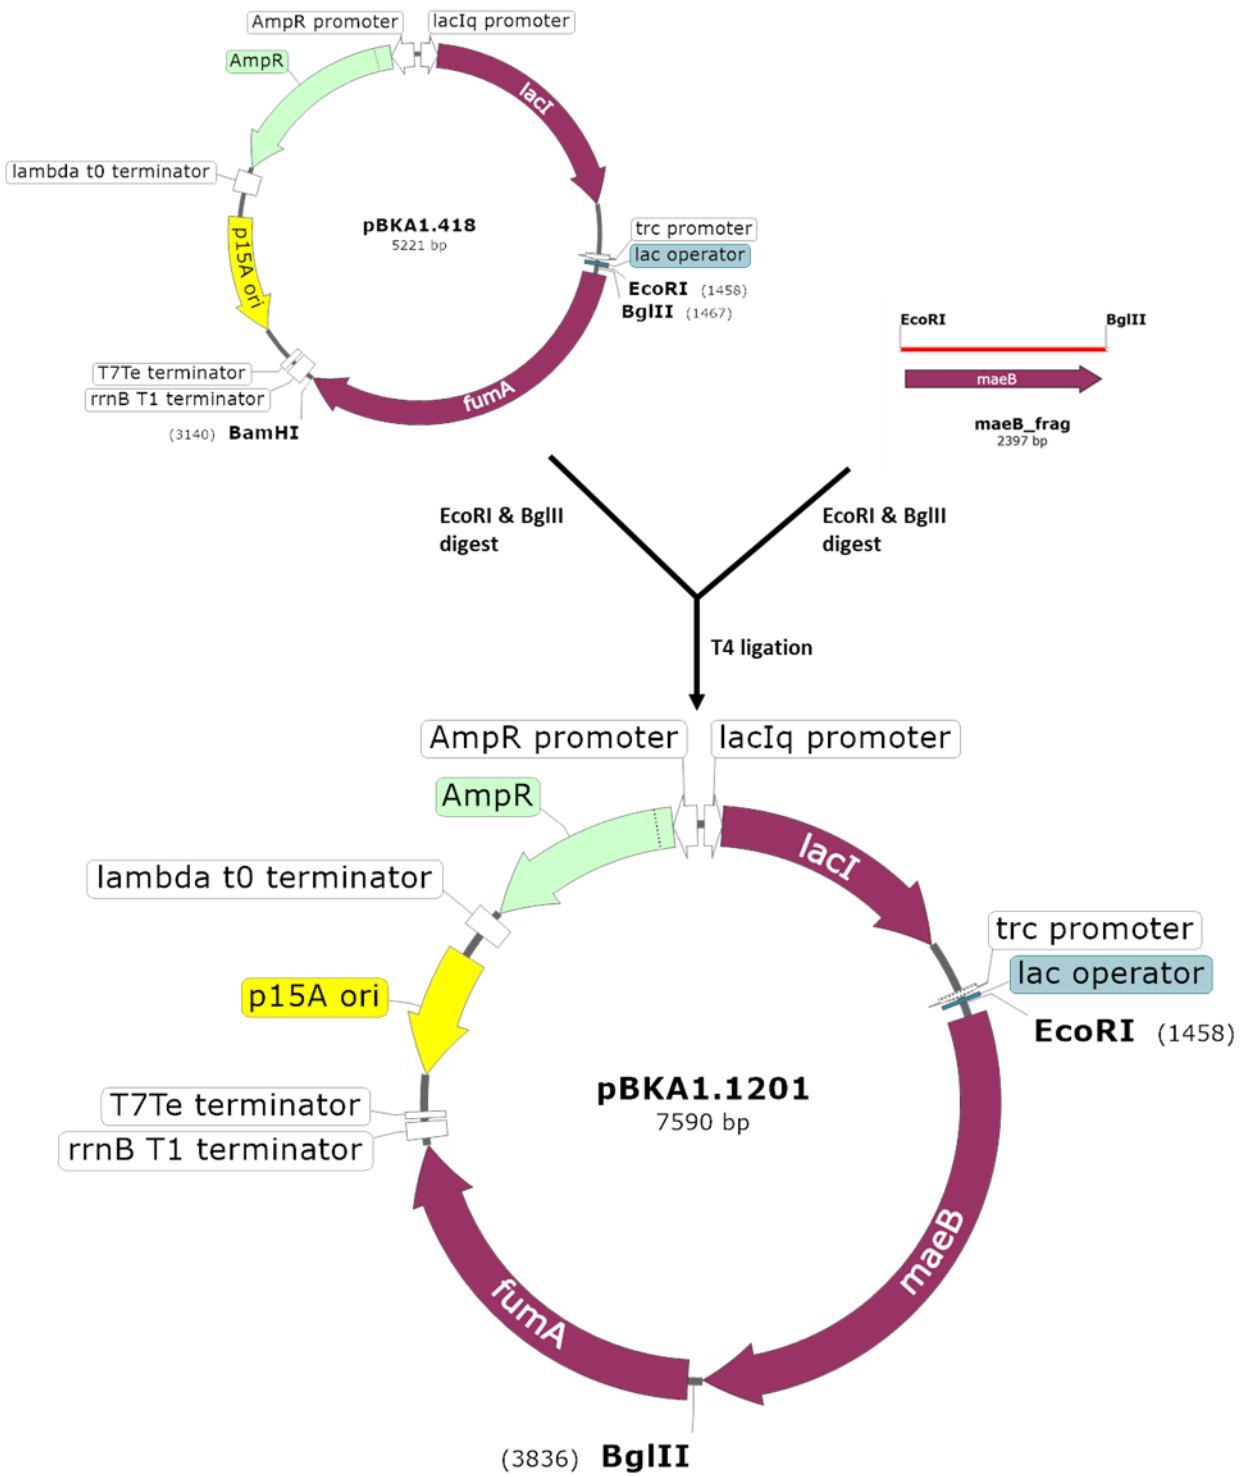 AmpR promoter
lacIq promoter
AmpR
lacI
lambda t0 terminator
pBKA1.418
5221 bp
trc promoter
lac operator
p15A ori
EcoRI (1458)
BglII (1467)
T7Te terminator
rrnB T1 terminator
fumA
(3140) BamHI
EcoRI
BglII
maeB
maeB_frag
2397 bp
EcoRI & BglII
digest
EcoRI & BglII
digest
T4 ligation
AmpR promoter
lacIq promoter
AmpR
lacI
lambda t0 terminator
trc promoter
lac operator
p15A ori
EcoRI (1458)
pBKA1.1201
7590 bp
T7Te terminator
rrnB T1 terminator
maeB
fumA
(3836) BglII